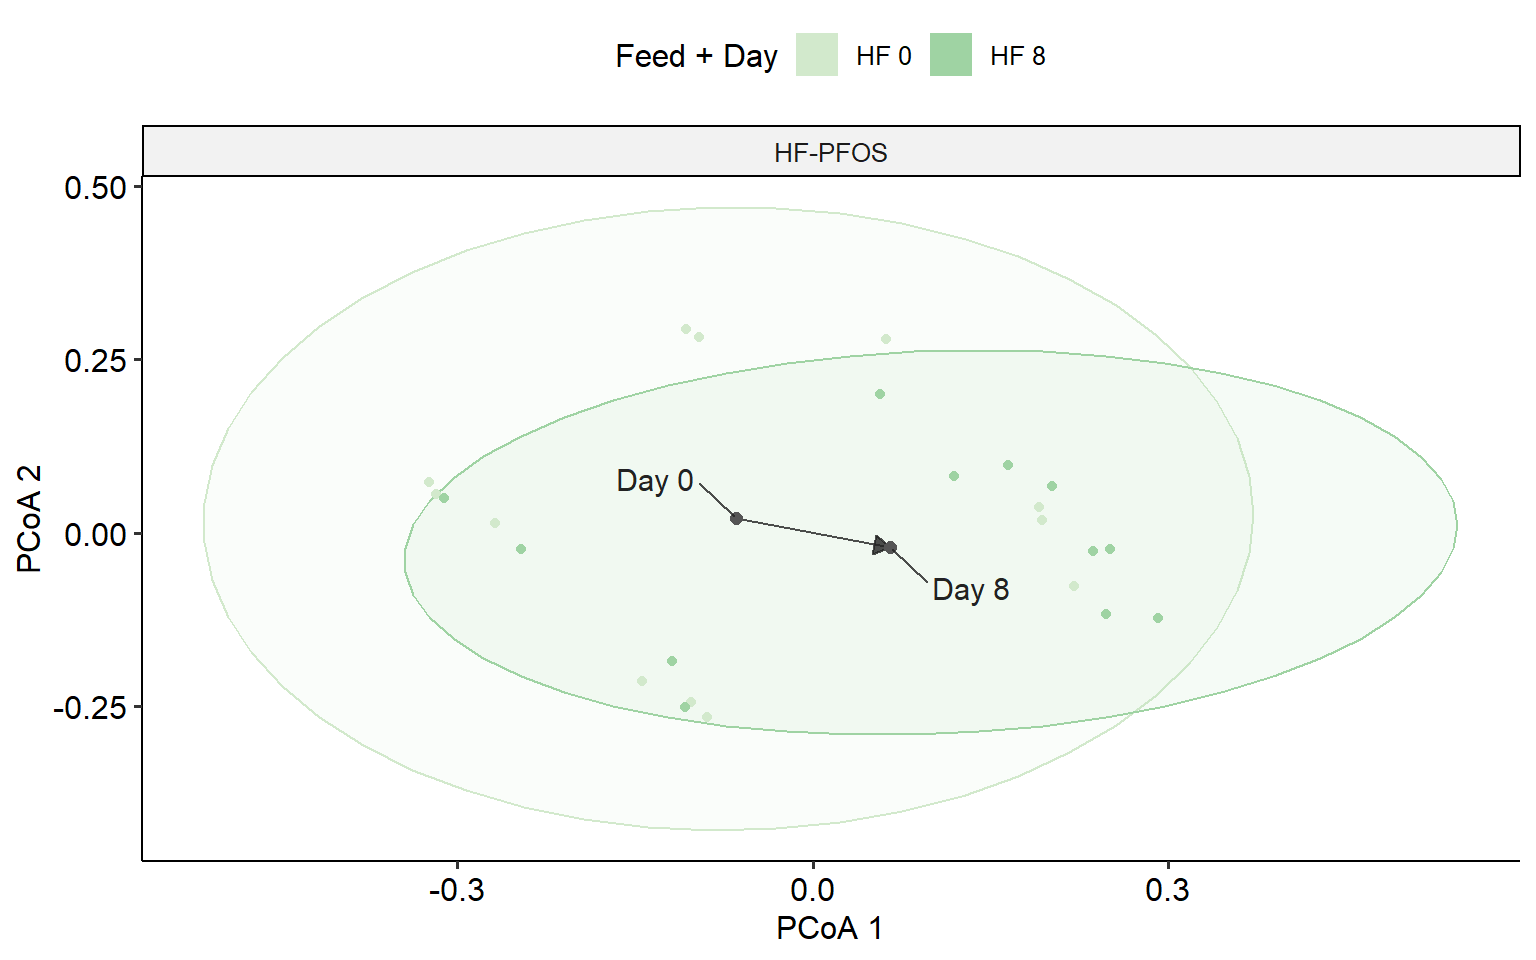 Feed + Day HF 0 HF 8
HF-PFOS
0.50
0.25
0.00
-0.25
PCoA 2
Day 0
Day 8
-0.3 0.0 0.3
PCoA 1